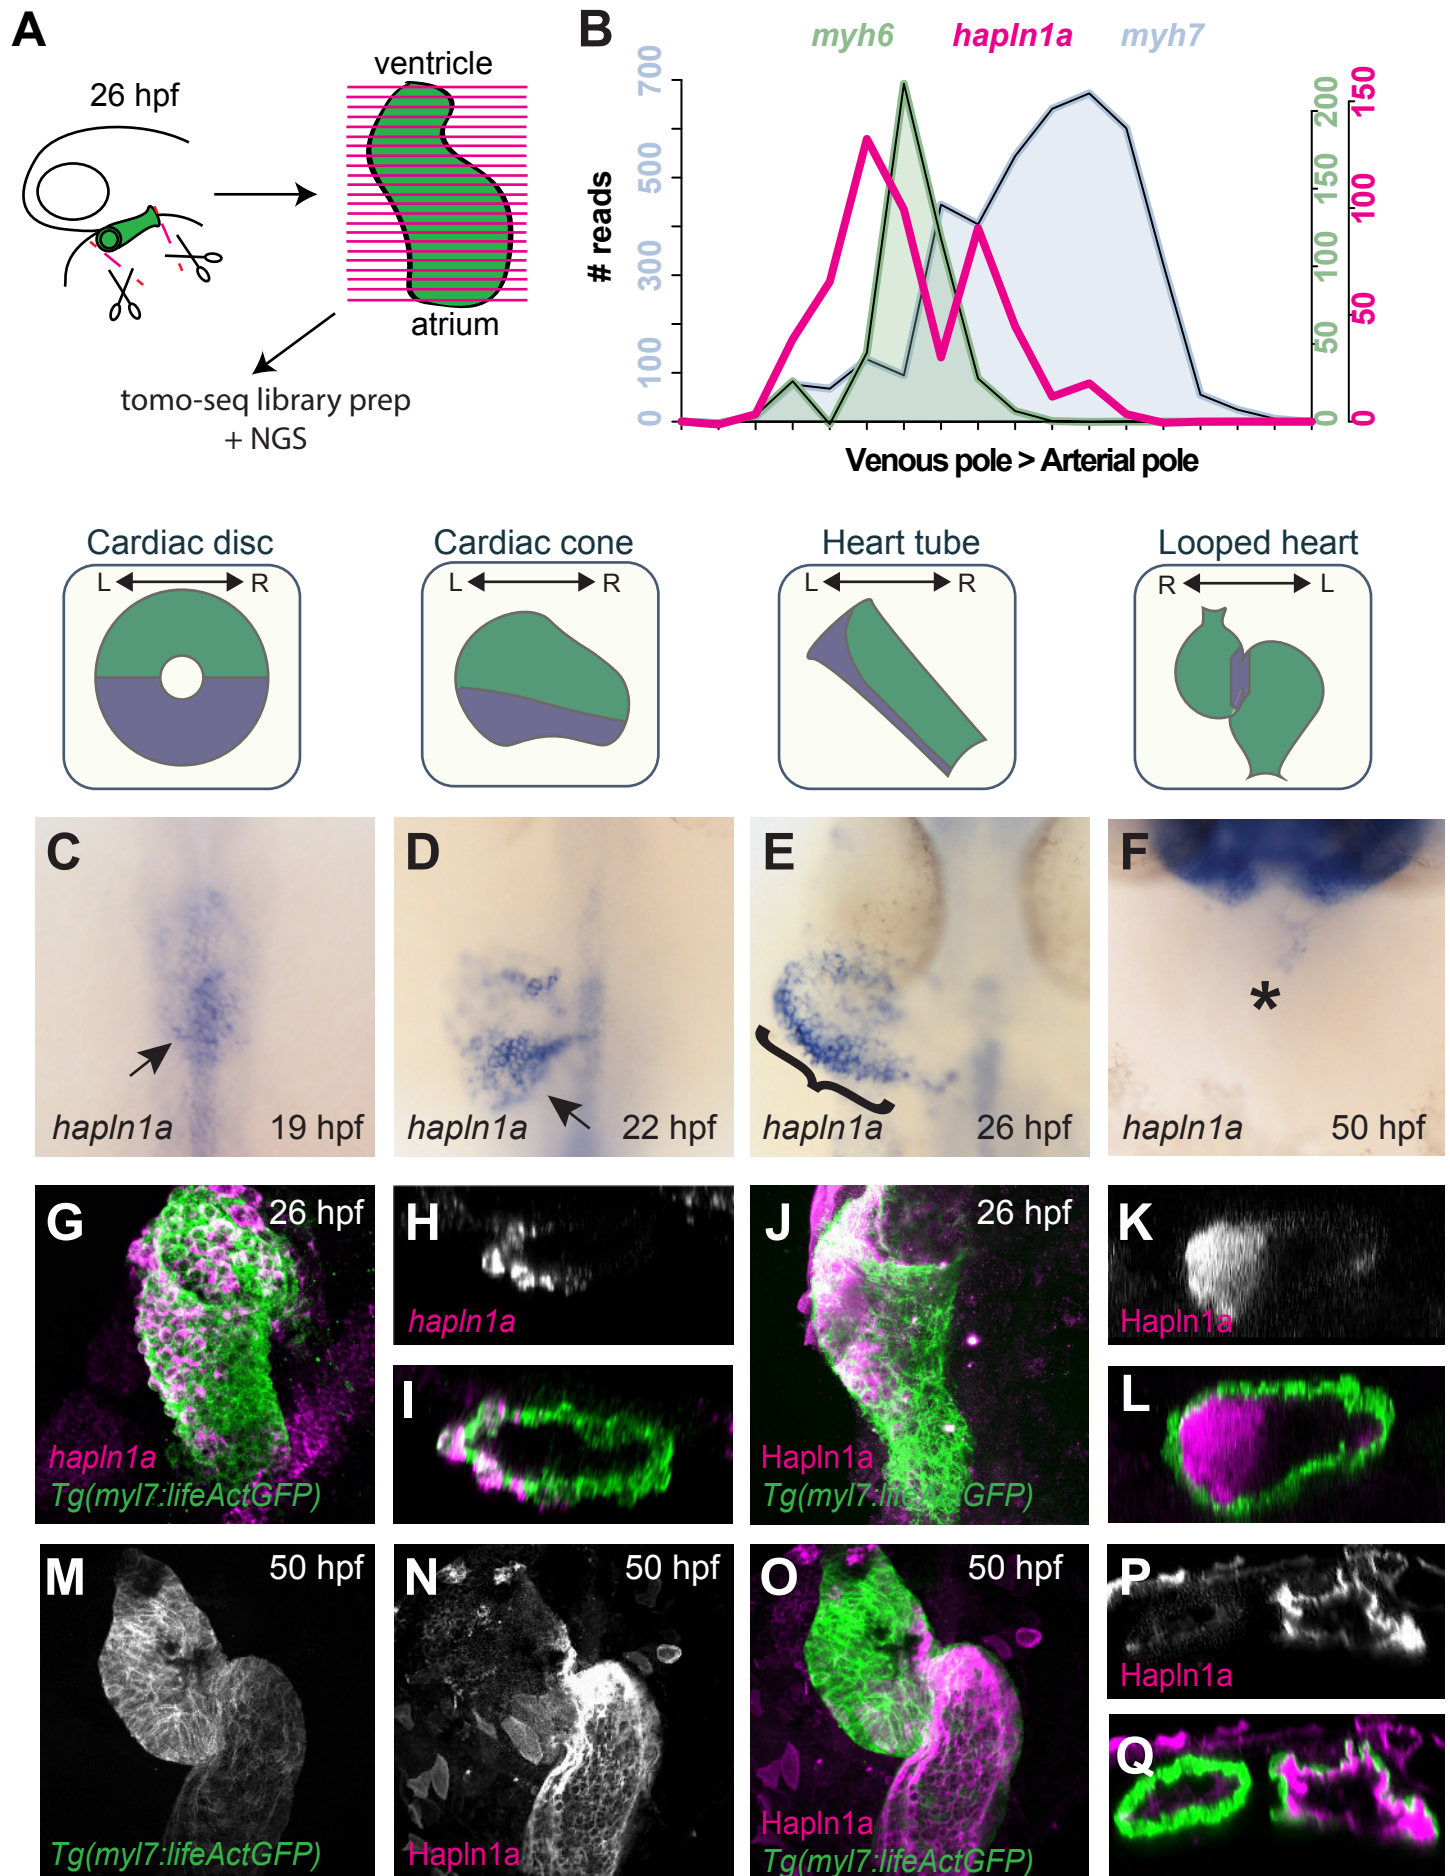 A
26 hpf
ventricle
atrium
tomo-seq library prep
+ NGS
B
myh6
hapln1a
myh7
# reads
700
500
300
100
0
200
150
100
50
0
150
100
50
0
Venous pole > Arterial pole
Cardiac disc
L R
Cardiac cone
L R
Heart tube
L R
Looped heart
R L
C
hapln1a
19 hpf
D
hapln1a
22 hpf
E
hapln1a
26 hpf
F
*
hapln1a
50 hpf
G
26 hpf
hapln1a
Tg(myl7:lifeActGFP)
H
hapln1a
I
J
26 hpf
Hapln1a
Tg(myl7:lifeActGFP)
K
Hapln1a
L
M
50 hpf
Tg(myl7:lifeActGFP)
N
50 hpf
Hapln1a
O
50 hpf
Hapln1a
Tg(myl7:lifeActGFP)
P
Hapln1a
Q